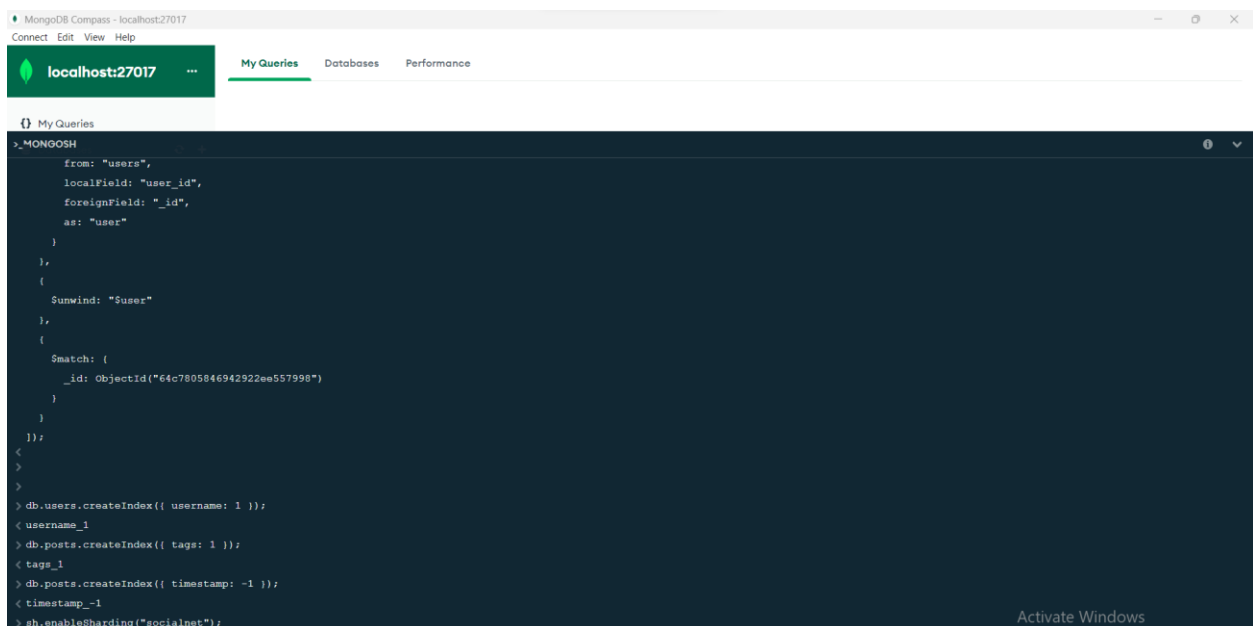 MongoDB Compass - localhost:27017
Connect Edit View Help
localhost:27017 ...
My Queries Databases Performance
{} My Queries
>_MONGOSH
from: "users",
localField: "user_id",
foreignField: "_id",
as: "user"
}
},
{
$unwind: "$user"
},
{
$match: {
_id: ObjectId("64c7805846942922ee557998")
}
}
]);
<
>
>
> db.users.createIndex({ username: 1 });
< username_1
> db.posts.createIndex({ tags: 1 });
< tags_1
> db.posts.createIndex({ timestamp: -1 });
< timestamp_-1
> sh.enableSharding("socialnet");
Activate Windows